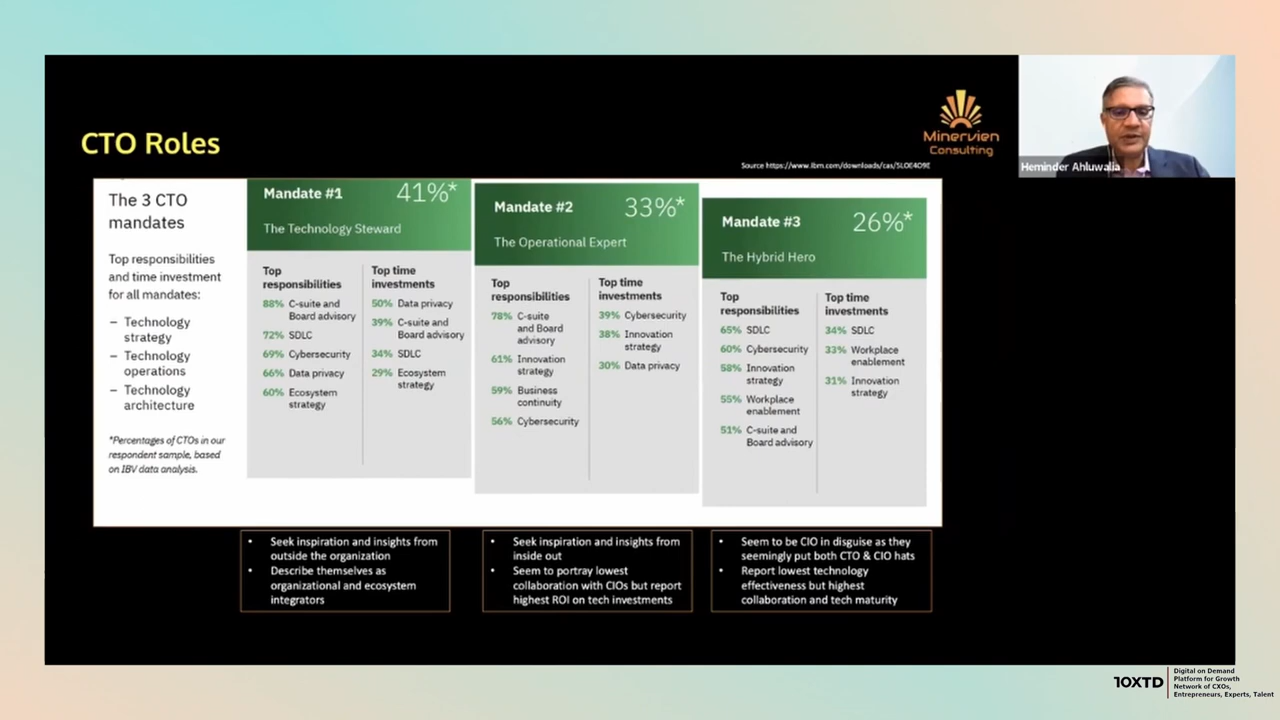 CTO Roles
Minervien
Consulting
Heminder Ahluwalia
Source https://www.ibm.com/downloads/cas/5LOE4O9E
The 3 CTO
mandates
Top responsibilities
and time investment
for all mandates:
– Technology
strategy
– Technology
operations
– Technology
architecture
*Percentages of CTOs in our
respondent sample, based
on IBV data analysis.
Mandate #1 41%*
The Technology Steward
Top
responsibilities
88% C-suite and
Board advisory
72% SDLC
69% Cybersecurity
66% Data privacy
60% Ecosystem
strategy
Top time
investments
50% Data privacy
39% C-suite and
Board advisory
34% SDLC
29% Ecosystem
strategy
Mandate #2 33%*
The Operational Expert
Top
responsibilities
78% C-suite
and Board
advisory
61% Innovation
strategy
59% Business
continuity
56% Cybersecurity
Top time
investments
39% Cybersecurity
38% Innovation
strategy
30% Data privacy
Mandate #3 26%*
The Hybrid Hero
Top
responsibilities
65% SDLC
60% Cybersecurity
58% Innovation
strategy
55% Workplace
enablement
51% C-suite and
Board advisory
Top time
investments
34% SDLC
33% Workplace
enablement
31% Innovation
strategy
• Seek inspiration and insights from
outside the organization
• Describe themselves as
organizational and ecosystem
integrators
• Seek inspiration and insights from
inside out
• Seem to portray lowest
collaboration with CIOs but report
highest ROI on tech investments
• Seem to be CIO in disguise as they
seemingly put both CTO & CIO hats
• Report lowest technology
effectiveness but highest
collaboration and tech maturity
10XTD
Digital on Demand
Platform for Growth
Network of CXOs,
Entrepreneurs, Experts, Talent